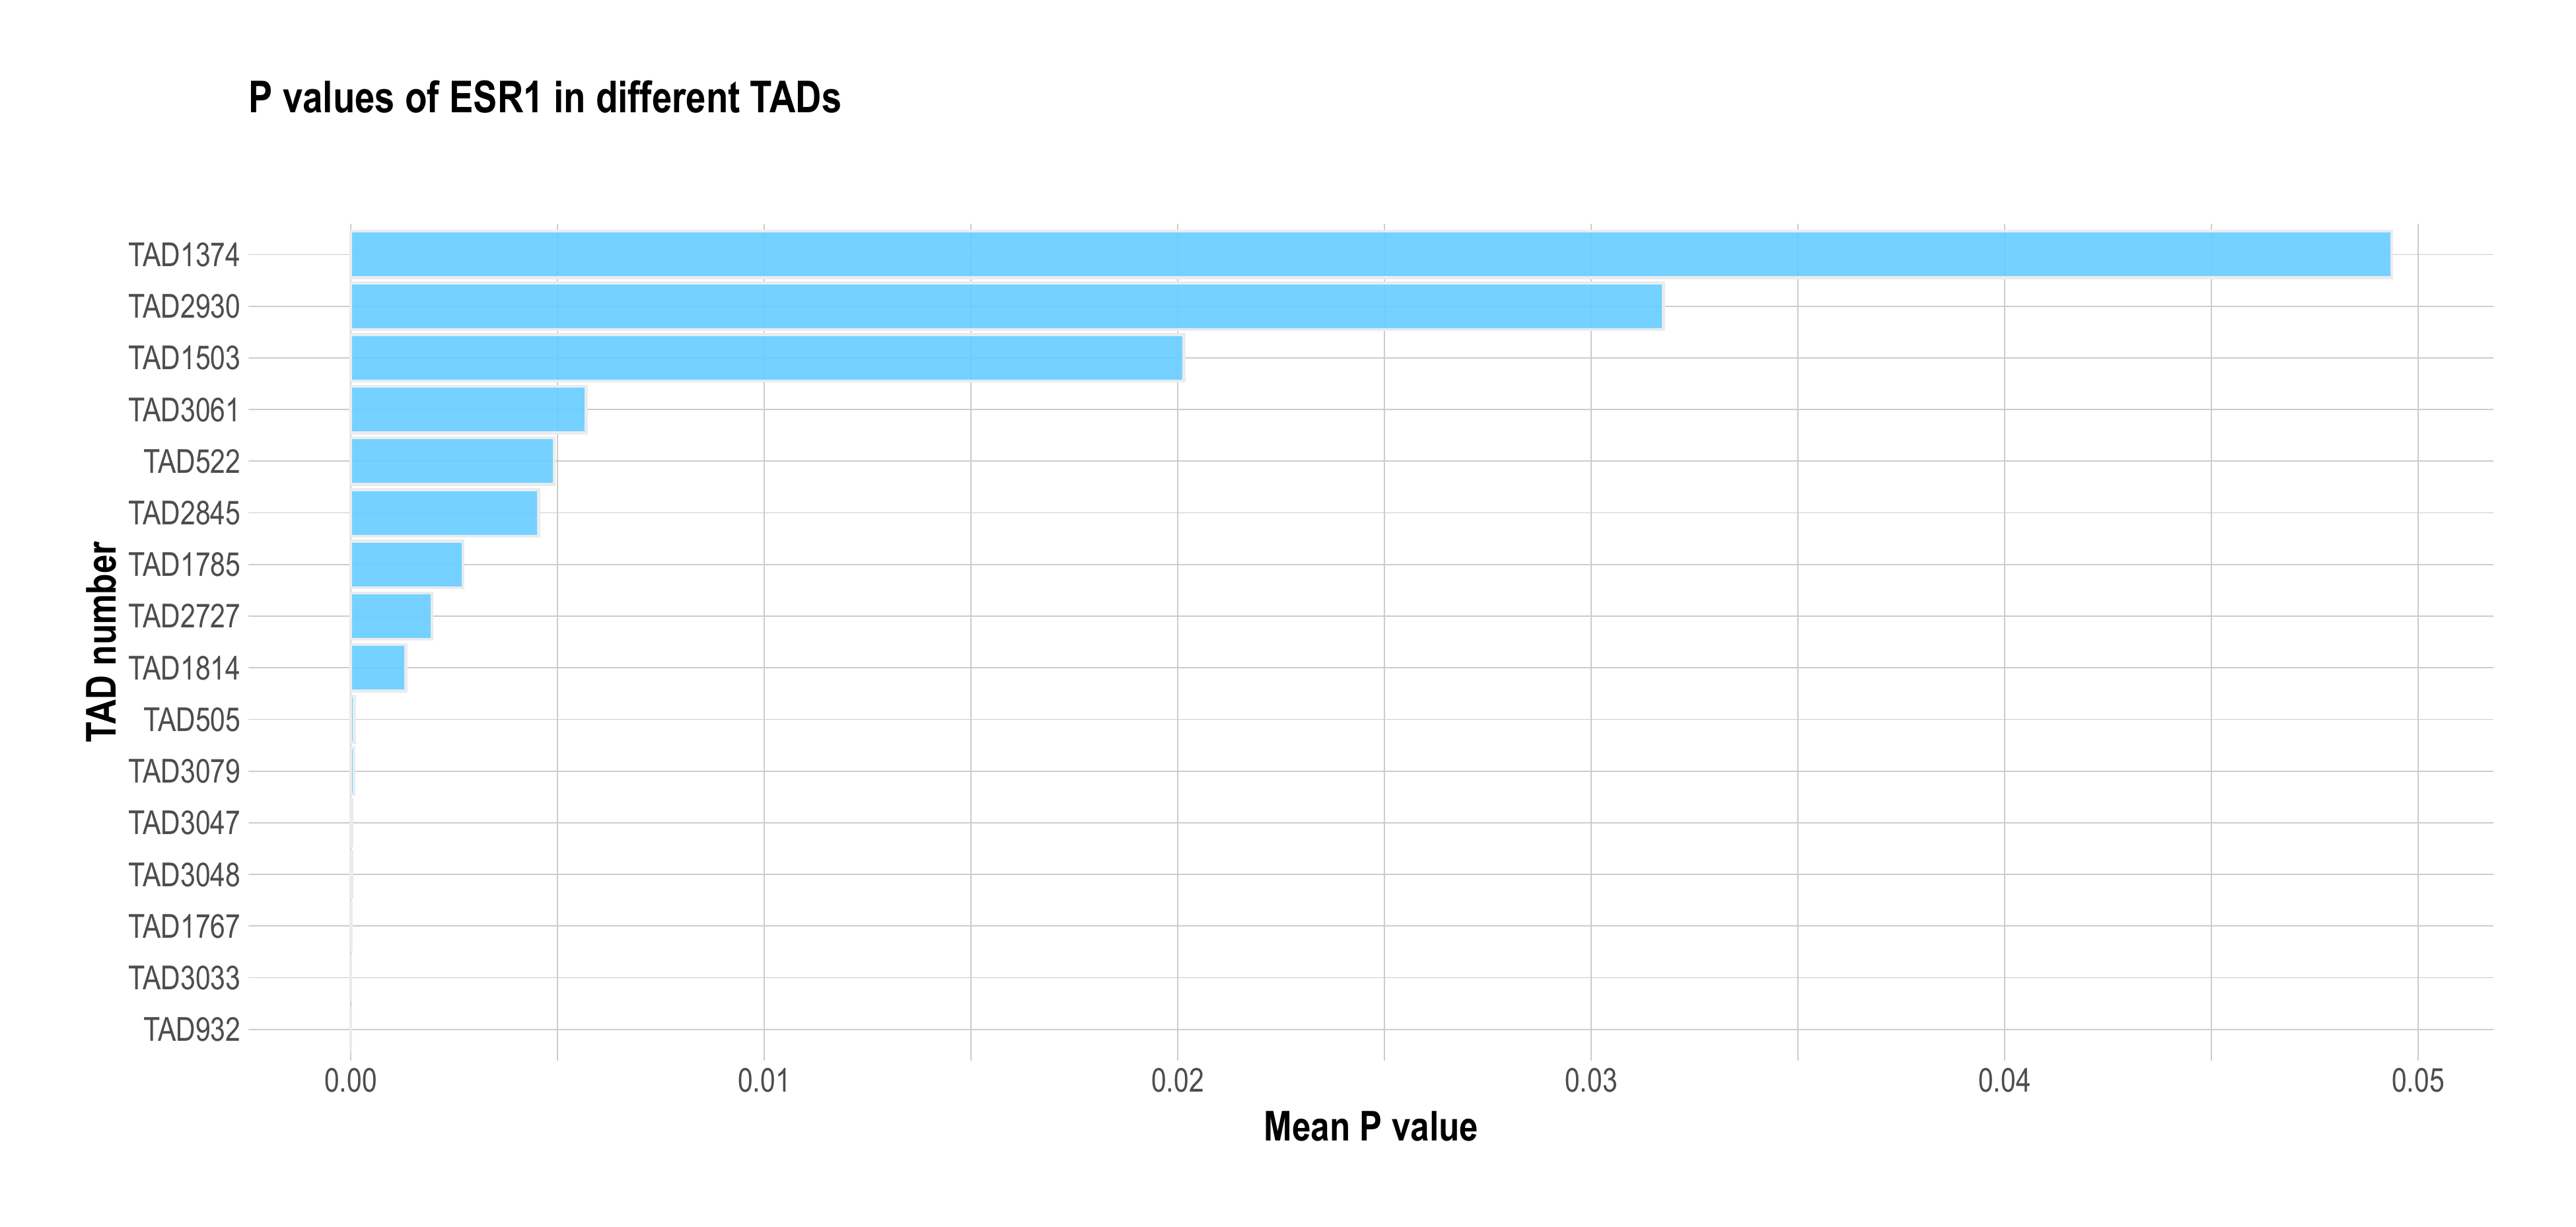 P values of ESR1 in different TADs
TAD number
TAD1374
TAD2930
TAD1503
TAD3061
TAD522
TAD2845
TAD1785
TAD2727
TAD1814
TAD505
TAD3079
TAD3047
TAD3048
TAD1767
TAD3033
TAD932
0.00 0.01 0.02 0.03 0.04 0.05
Mean P value